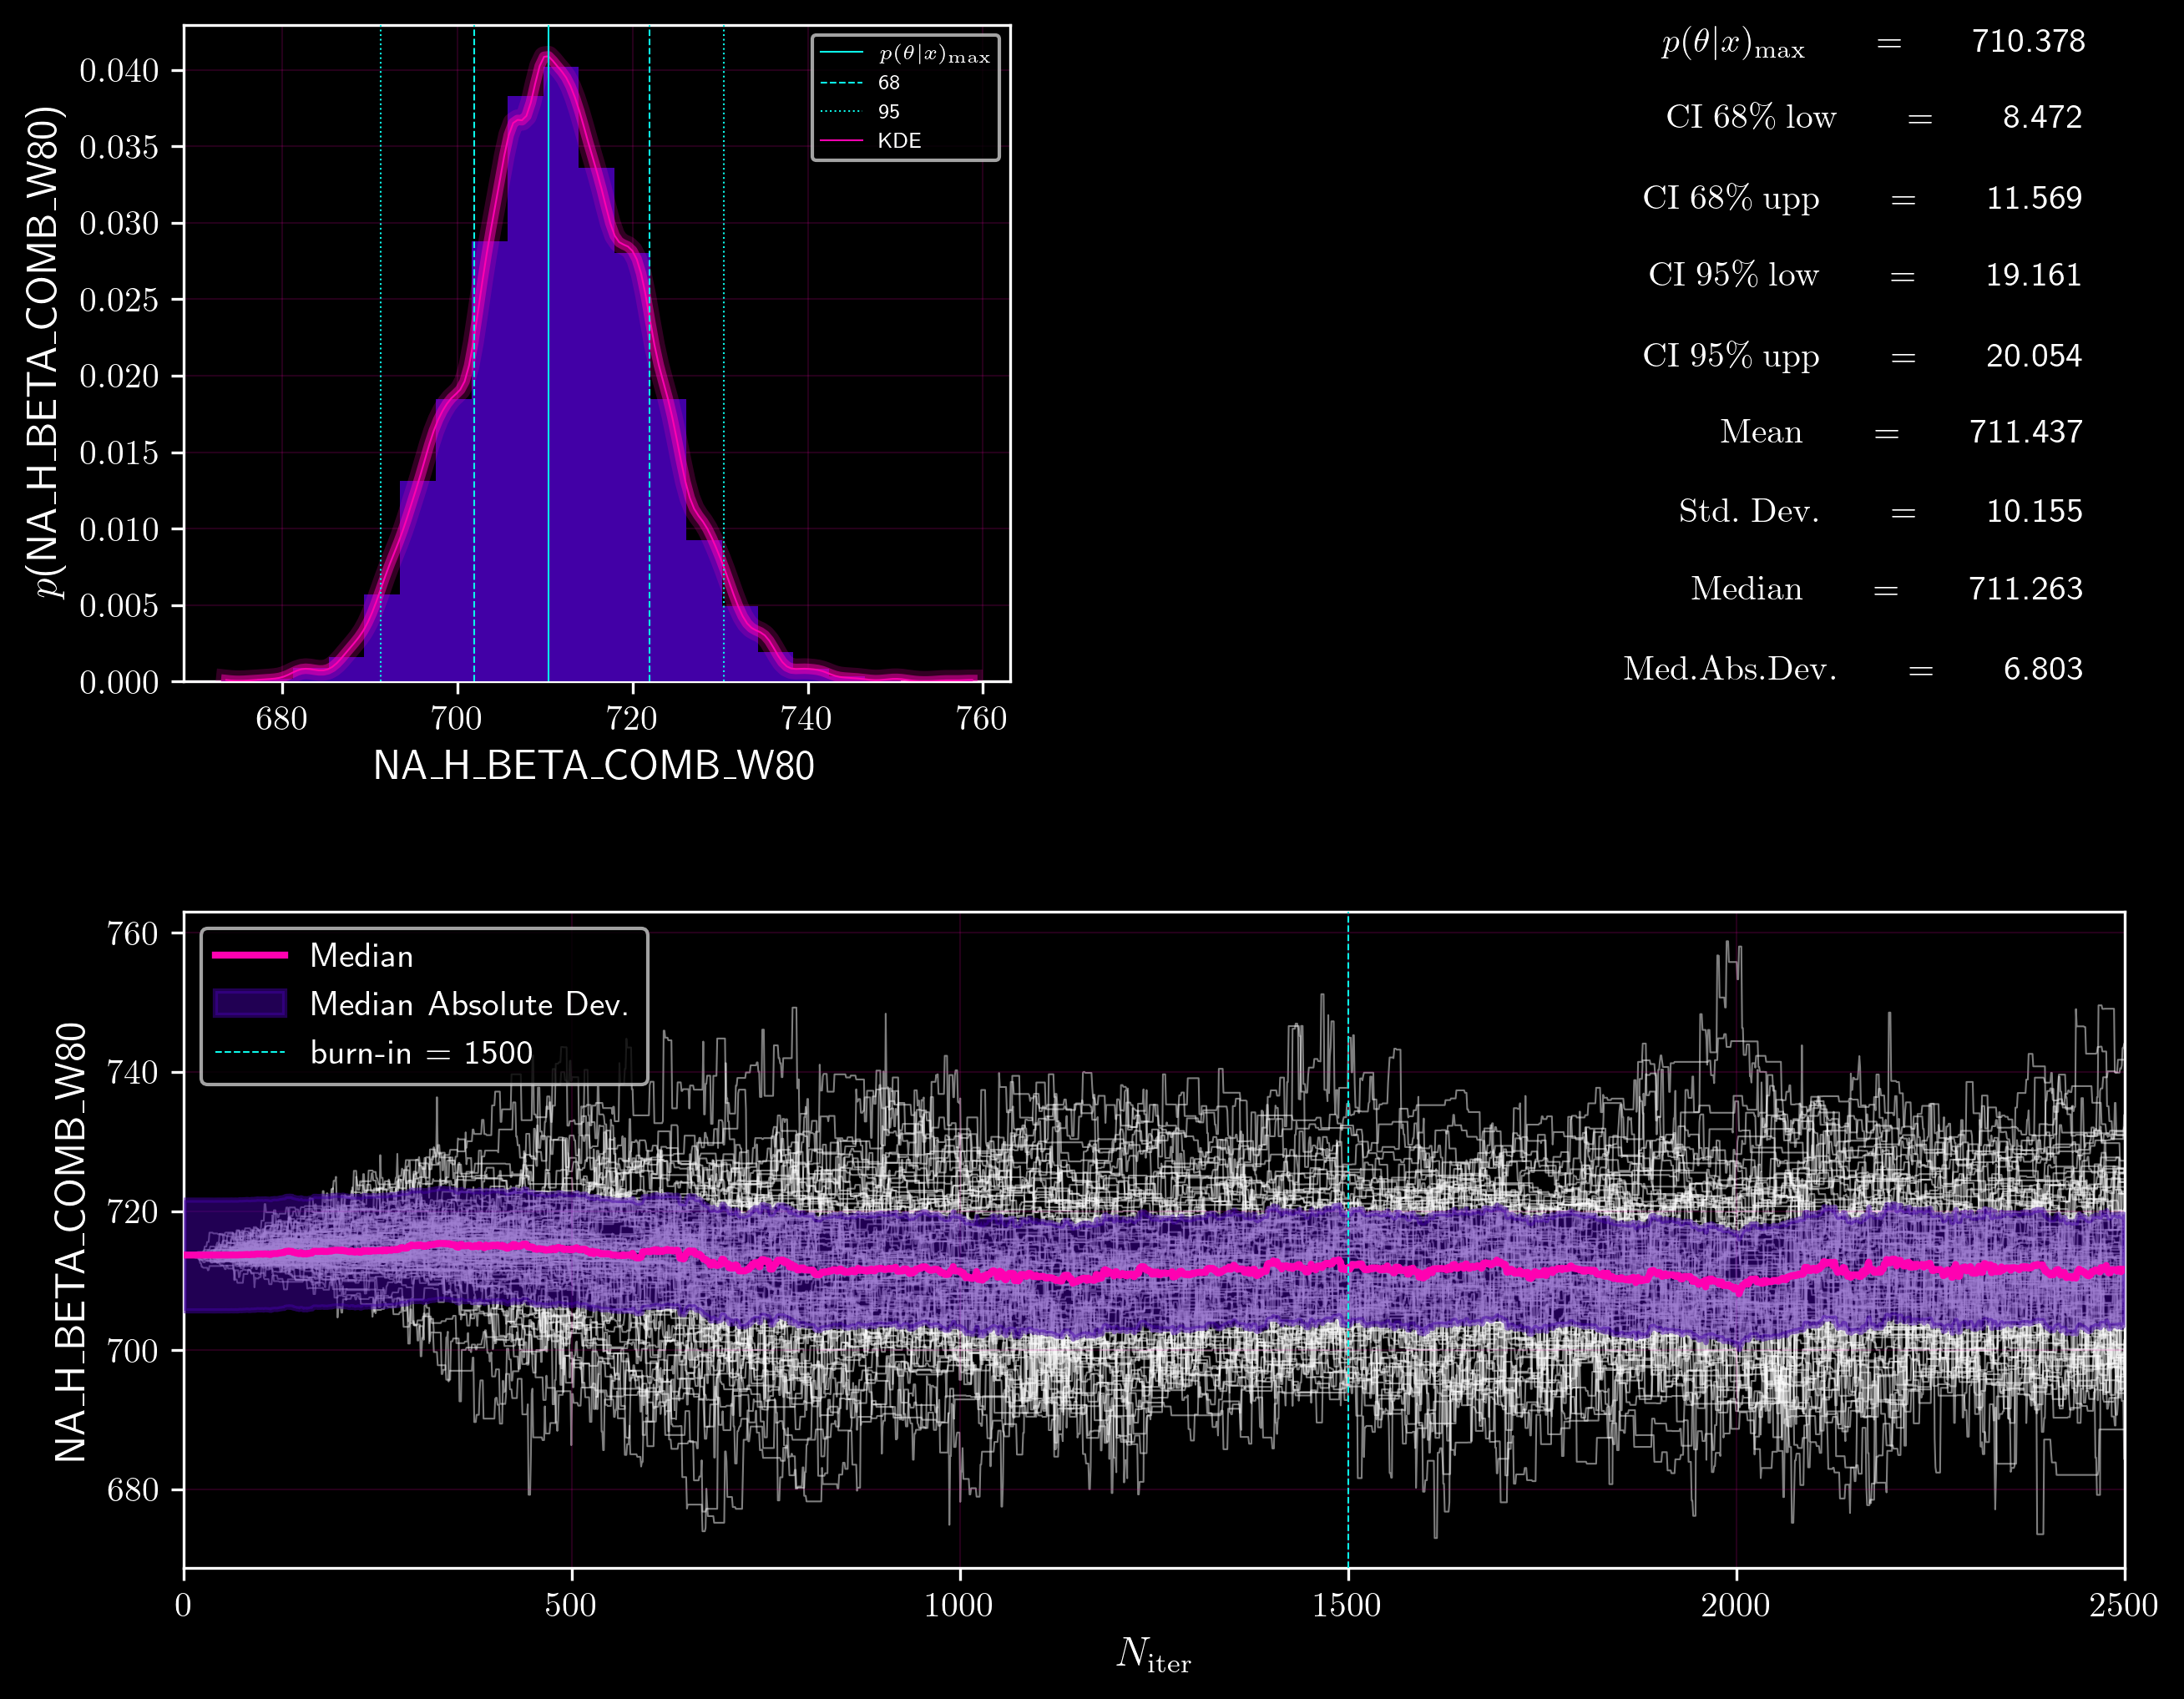 p(NA_H_BETA_COMB_W80)
0.040
0.035
0.030
0.025
0.020
0.015
0.010
0.005
0.000
680 700 720 740 760
NA_H_BETA_COMB_W80
p(θ|x)max
68
95
KDE
p(θ|x)max = 710.378
CI 68% low = 8.472
CI 68% upp = 11.569
CI 95% low = 19.161
CI 95% upp = 20.054
Mean = 711.437
Std. Dev. = 10.155
Median = 711.263
Med.Abs.Dev. = 6.803
NA_H_BETA_COMB_W80
760
740
720
700
680
Median
Median Absolute Dev.
burn-in = 1500
0 500 1000 1500 2000 2500
Niter